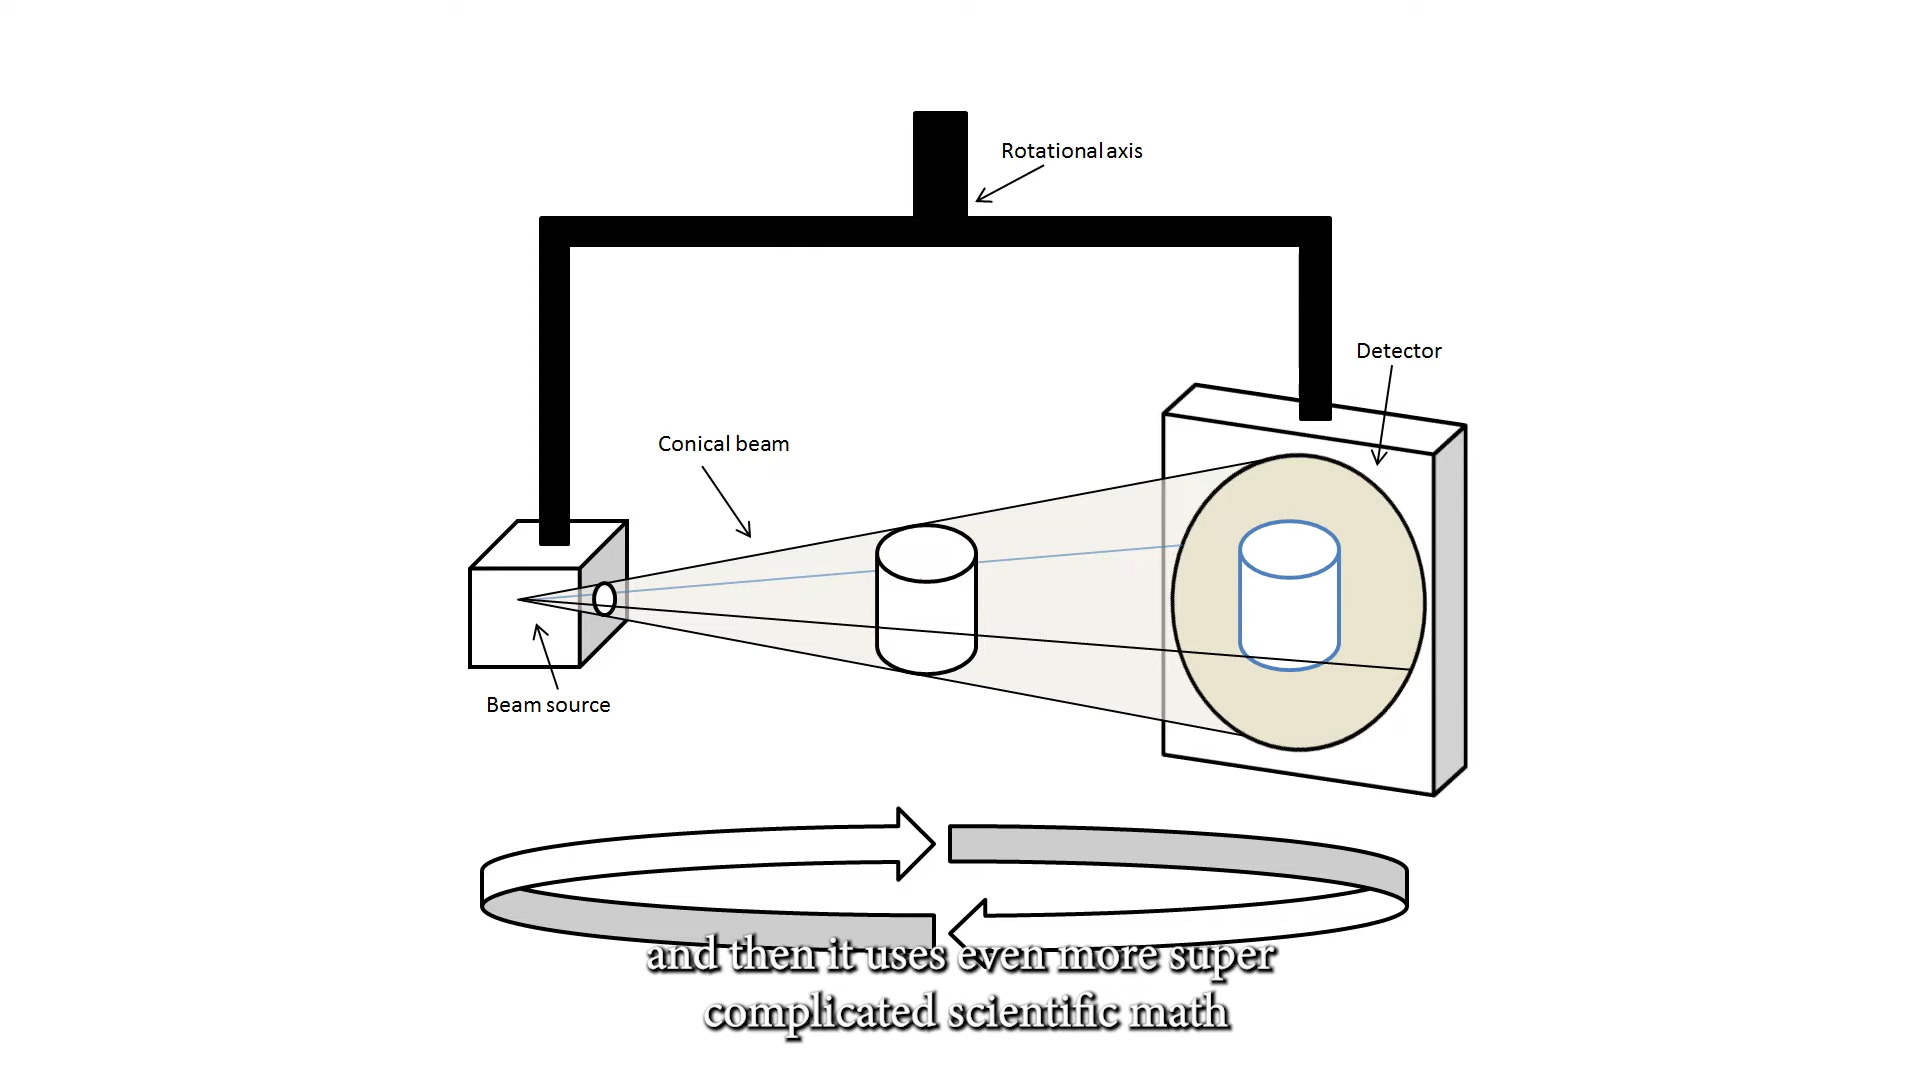 Rotational axis
Detector
Conical beam
Beam source
and then it uses even more super
complicated scientific math